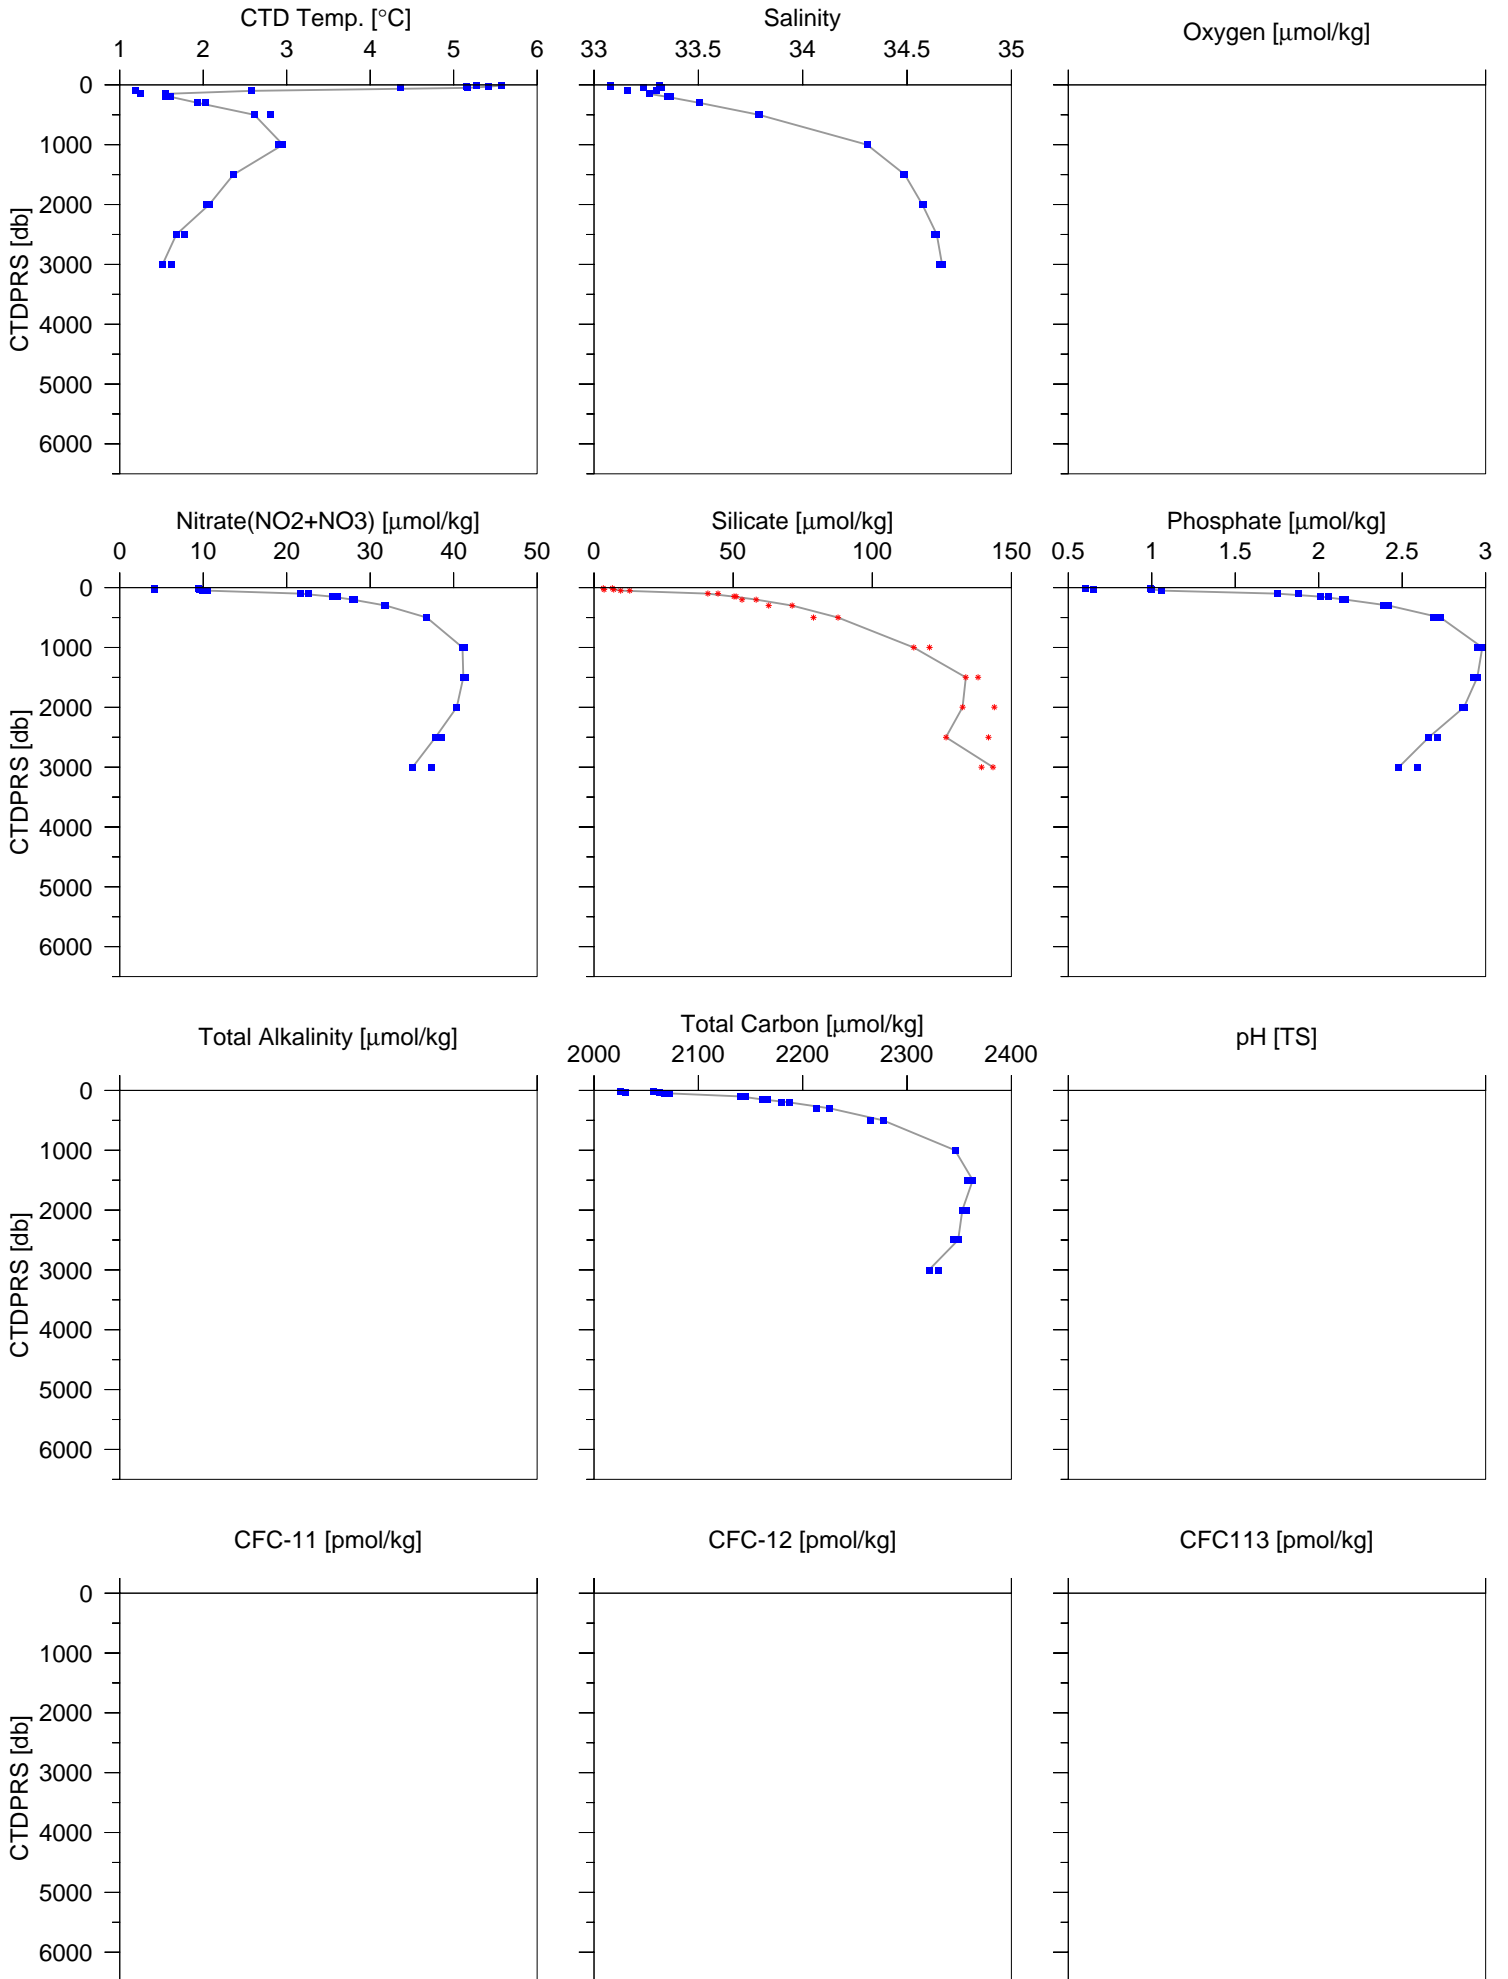 CTD Temp. [°C] Salinity Oxygen [μmol/kg]
1 2 3 4 5 6 33 33.5 34 34.5 35
0
1000
2000
3000
4000
5000
6000
CTDPRS [db]
Nitrate(NO2+NO3) [μmol/kg] Silicate [μmol/kg] Phosphate [μmol/kg]
0 10 20 30 40 50 0 50 100 150 0.5 1 1.5 2 2.5 3
0
1000
2000
3000
4000
5000
6000
CTDPRS [db]
Total Alkalinity [μmol/kg] Total Carbon [μmol/kg] pH [TS]
2000 2100 2200 2300 2400
0
1000
2000
3000
4000
5000
6000
CTDPRS [db]
CFC-11 [pmol/kg] CFC-12 [pmol/kg] CFC113 [pmol/kg]
0
1000
2000
3000
4000
5000
6000
CTDPRS [db]